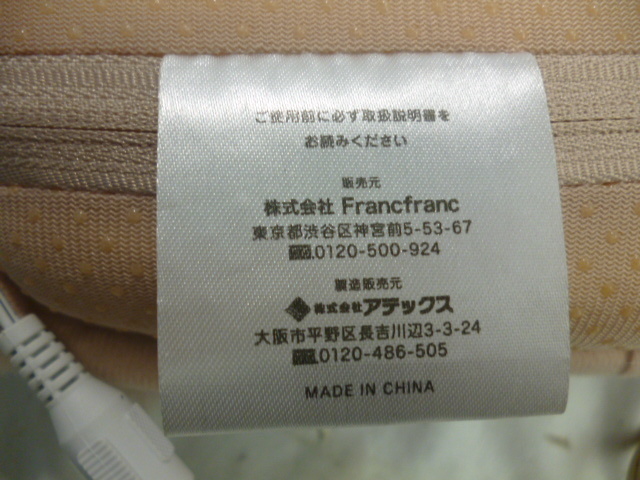 ご使用前に必ず取扱説明書を
お読みください
販売元
株式会社 Francfranc
東京都渋谷区神宮前5-53-67
0120-500-924
製造販売元
株式会社アテックス
大阪市平野区長吉川辺3-3-24
0120-486-505
MADE IN CHINA